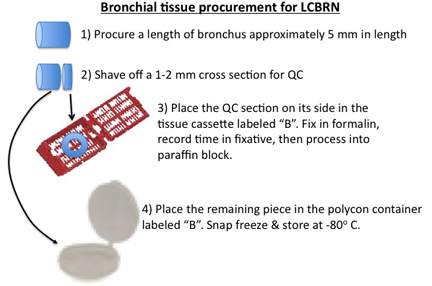 Bronchial tissue procurement for LCBRN
1) Procure a length of bronchus approximately 5 mm in length
2) Shave off a 1-2 mm cross section for QC
3) Place the QC section on its side in the
tissue cassette labeled “B”. Fix in formalin,
record time in fixative, then process into
paraffin block.
4) Place the remaining piece in the polycon container
labeled “B”. Snap freeze & store at -80° C.